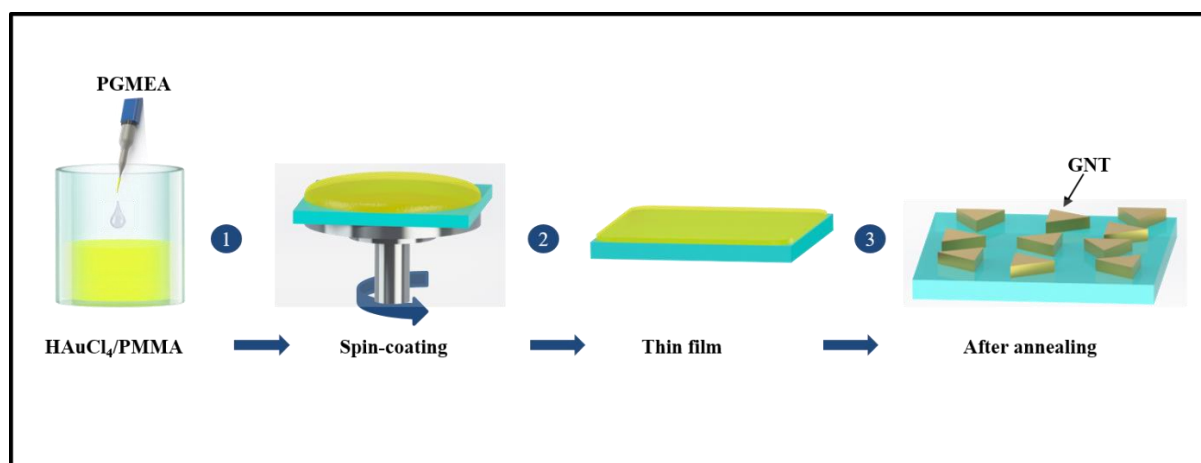 PGMEA
GNT
1
2
3
HAuCl₄/PMMA
Spin-coating
Thin film
After annealing